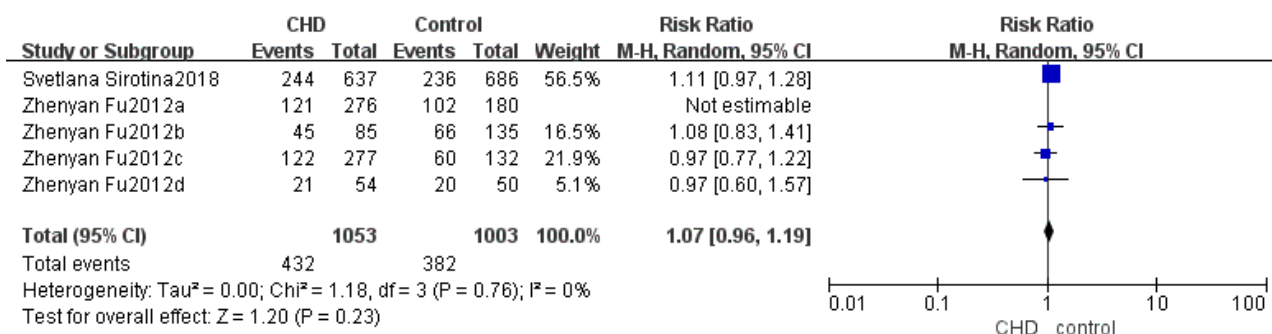 CHD Control Risk Ratio Risk Ratio
Study or Subgroup Events Total Events Total Weight M-H, Random, 95% CI M-H, Random, 95% CI
Svetlana Sirotina2018 244 637 236 686 56.5% 1.11 [0.97, 1.28]
Zhenyan Fu2012a 121 276 102 180 Not estimable
Zhenyan Fu2012b 45 85 66 135 16.5% 1.08 [0.83, 1.41]
Zhenyan Fu2012c 122 277 60 132 21.9% 0.97 [0.77, 1.22]
Zhenyan Fu2012d 21 54 20 50 5.1% 0.97 [0.60, 1.57]
Total (95% CI) 1053 1003 100.0% 1.07 [0.96, 1.19]
Total events 432 382
Heterogeneity: Tau² = 0.00; Chi² = 1.18, df = 3 (P = 0.76); I² = 0%
Test for overall effect: Z = 1.20 (P = 0.23)
0.01 0.1 1 10 100
CHD control